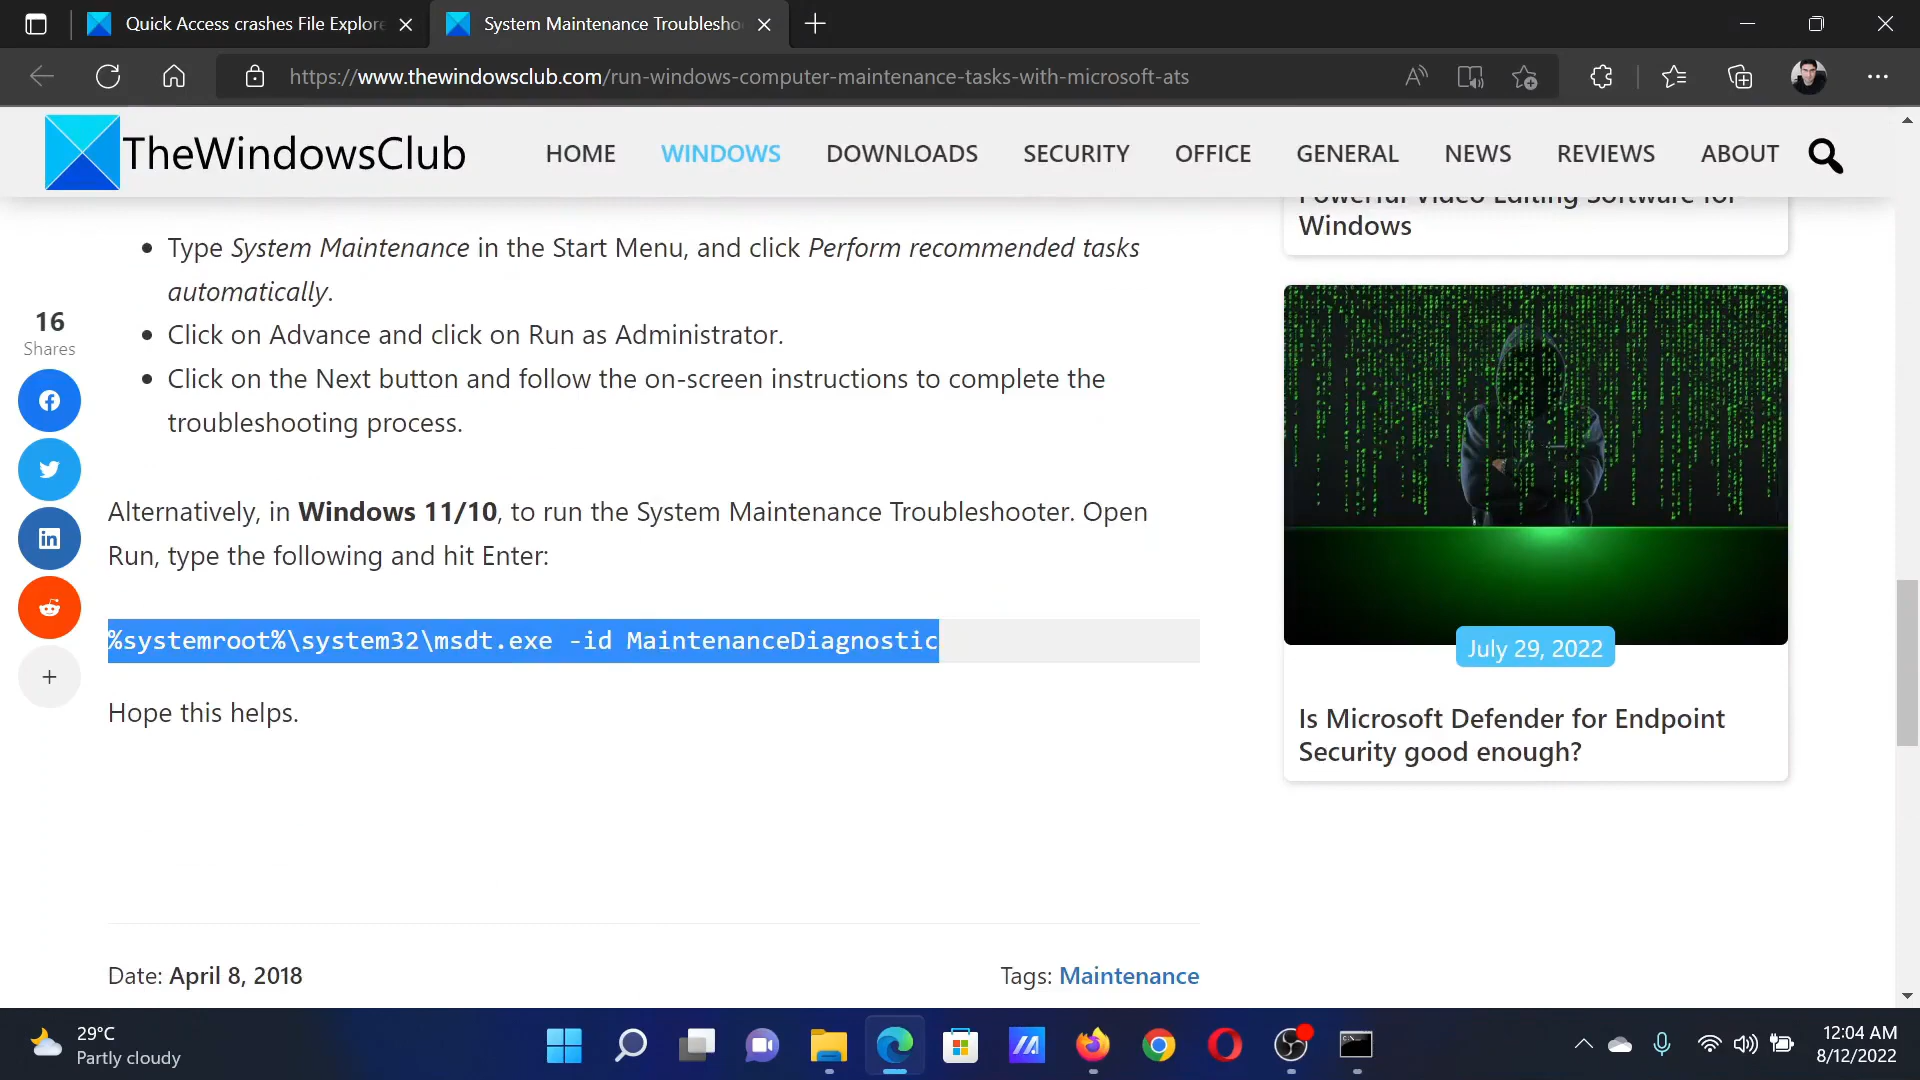 Quick Access crashes File Explore
System Maintenance Troublesho
https://www.thewindowsclub.com/run-windows-computer-maintenance-tasks-with-microsoft-ats
TheWindowsClub
HOME WINDOWS DOWNLOADS SECURITY OFFICE GENERAL NEWS REVIEWS ABOUT
Powerful Video Editing Software for
Windows
• Type System Maintenance in the Start Menu, and click Perform recommended tasks
automatically.
• Click on Advance and click on Run as Administrator.
• Click on the Next button and follow the on-screen instructions to complete the
troubleshooting process.
16
Shares
Alternatively, in Windows 11/10, to run the System Maintenance Troubleshooter. Open
Run, type the following and hit Enter:
%systemroot%\system32\msdt.exe -id MaintenanceDiagnostic
Hope this helps.
July 29, 2022
Is Microsoft Defender for Endpoint
Security good enough?
Date: April 8, 2018
Tags: Maintenance
29°C
Partly cloudy
12:04 AM
8/12/2022